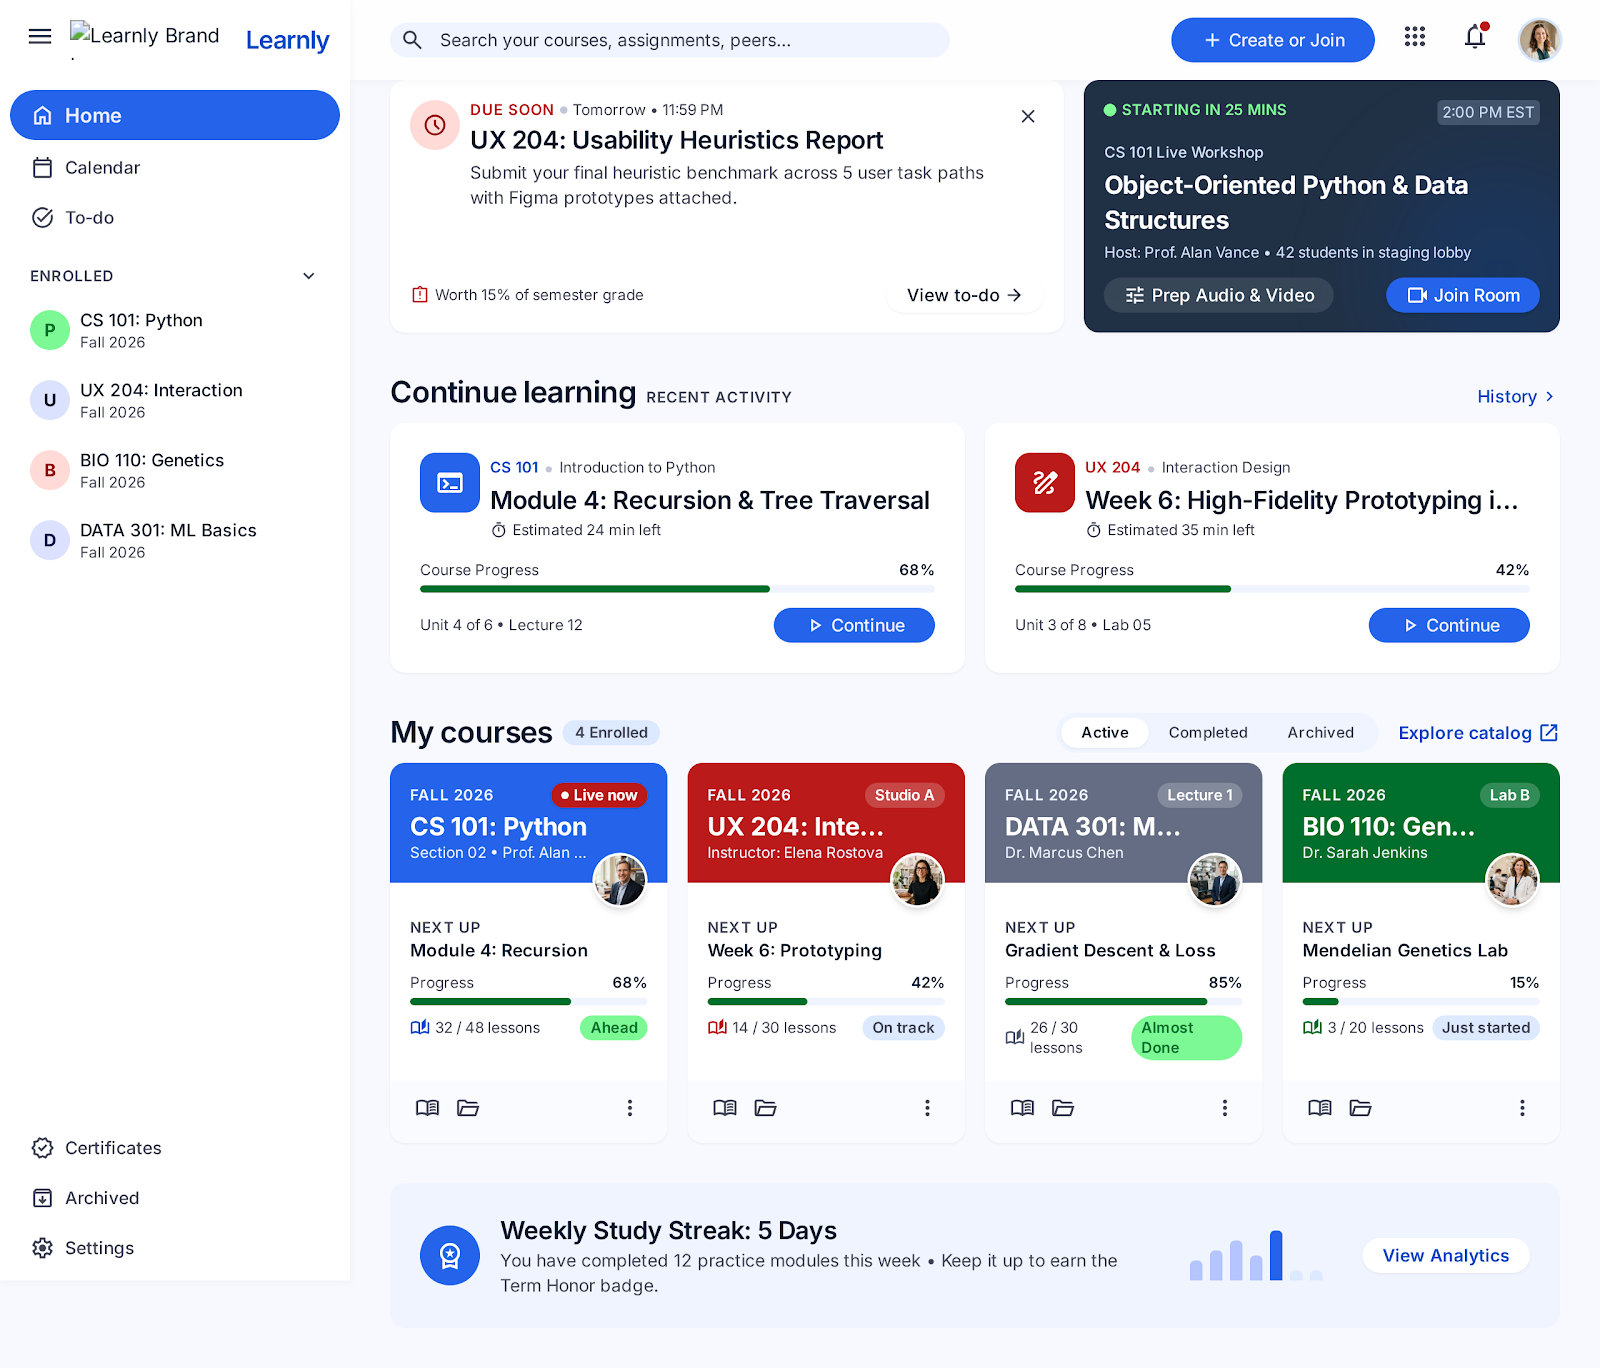 Learnly Brand
.
Learnly
Search your courses, assignments, peers...
+ Create or Join
Home
Calendar
To-do
ENROLLED
P
CS 101: Python
Fall 2026
U
UX 204: Interaction
Fall 2026
B
BIO 110: Genetics
Fall 2026
D
DATA 301: ML Basics
Fall 2026
Certificates
Archived
Settings
DUE SOON Tomorrow • 11:59 PM
UX 204: Usability Heuristics Report
Submit your final heuristic benchmark across 5 user task paths
with Figma prototypes attached.
Worth 15% of semester grade
View to-do
STARTING IN 25 MINS
2:00 PM EST
CS 101 Live Workshop
Object-Oriented Python & Data
Structures
Host: Prof. Alan Vance • 42 students in staging lobby
Prep Audio & Video
Join Room
Continue learning
RECENT ACTIVITY
History
CS 101 Introduction to Python
Module 4: Recursion & Tree Traversal
Estimated 24 min left
Course Progress
68%
Unit 4 of 6 • Lecture 12
Continue
UX 204 Interaction Design
Week 6: High-Fidelity Prototyping i...
Estimated 35 min left
Course Progress
42%
Unit 3 of 8 • Lab 05
Continue
My courses
4 Enrolled
Active
Completed
Archived
Explore catalog
FALL 2026
Live now
CS 101: Python
Section 02 • Prof. Alan ...
NEXT UP
Module 4: Recursion
Progress
68%
32 / 48 lessons
Ahead
FALL 2026
Studio A
UX 204: Inte...
Instructor: Elena Rostova
NEXT UP
Week 6: Prototyping
Progress
42%
14 / 30 lessons
On track
FALL 2026
Lecture 1
DATA 301: M...
Dr. Marcus Chen
NEXT UP
Gradient Descent & Loss
Progress
85%
26 / 30
lessons
Almost
Done
FALL 2026
Lab B
BIO 110: Gen...
Dr. Sarah Jenkins
NEXT UP
Mendelian Genetics Lab
Progress
15%
3 / 20 lessons
Just started
Weekly Study Streak: 5 Days
You have completed 12 practice modules this week • Keep it up to earn the
Term Honor badge.
View Analytics